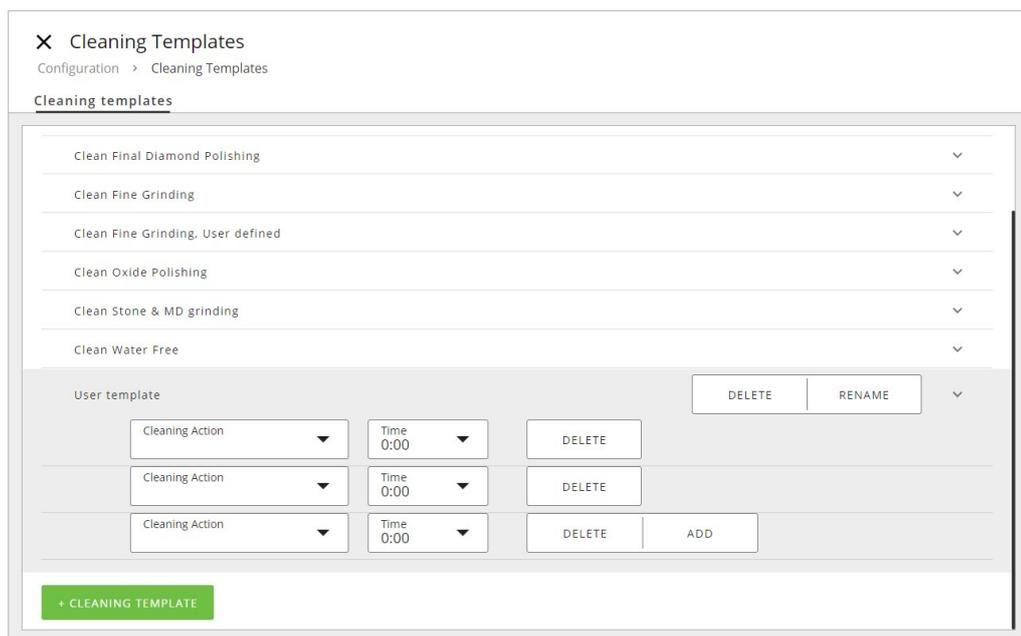 Cleaning Templates
Configuration > Cleaning Templates
Cleaning templates
Clean Final Diamond Polishing
Clean Fine Grinding
Clean Fine Grinding, User defined
Clean Oxide Polishing
Clean Stone & MD grinding
Clean Water Free
User template DELETE RENAME
Cleaning Action Time
0:00 DELETE
Cleaning Action Time
0:00 DELETE
Cleaning Action Time
0:00 DELETE ADD
+ CLEANING TEMPLATE